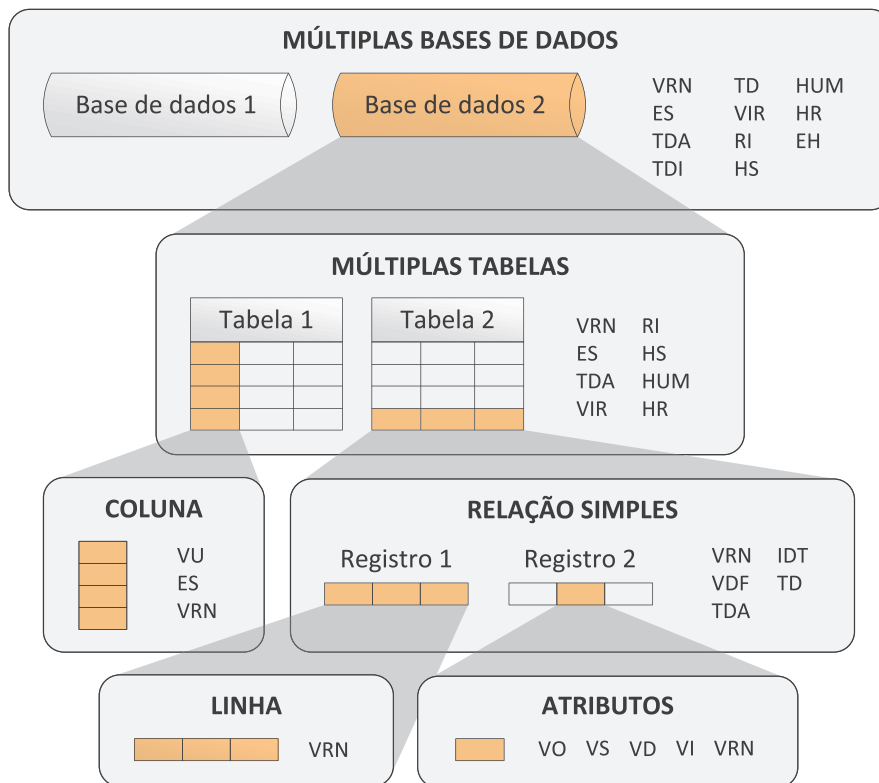 MÚLTIPLAS BASES DE DADOS
Base de dados 1
Base de dados 2
VRN TD HUM
ES VIR HR
TDA RI EH
TDI HS
MÚLTIPLAS TABELAS
Tabela 1
Tabela 2
VRN RI
ES HS
TDA HUM
VIR HR
COLUNA
VU
ES
VRN
RELAÇÃO SIMPLES
Registro 1
Registro 2
VRN IDT
VDF TD
TDA
LINHA
VRN
ATRIBUTOS
VO VS VD VI VRN